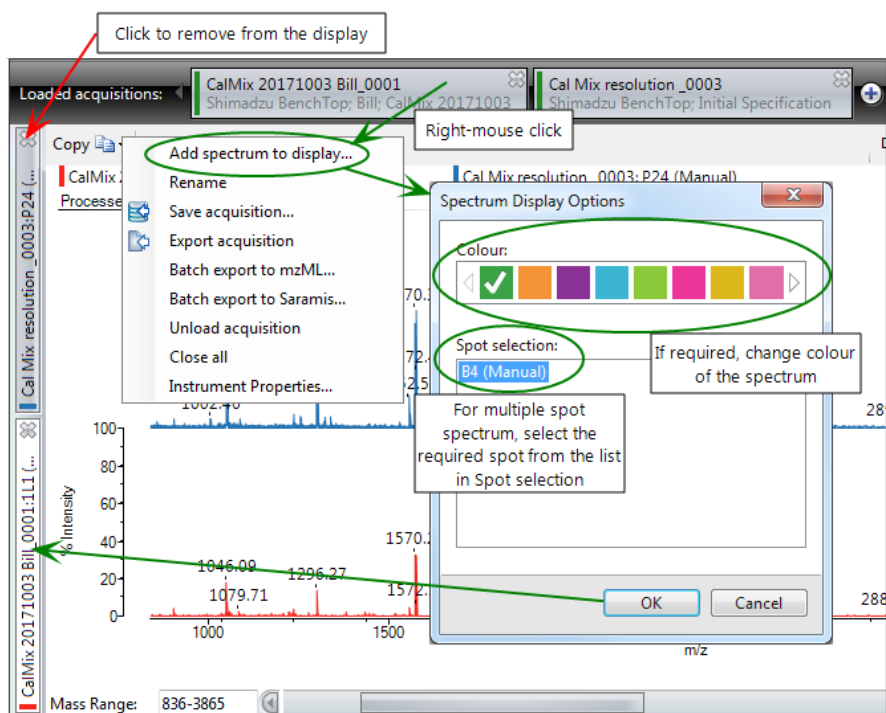 Click to remove from the display
Loaded acquisitions:
CalMix 20171003 Bill_0001
Shimadzu BenchTop; Bill; CalMix 20171003
Cal Mix resolution _0003
Shimadzu BenchTop; Initial Specification
Right-mouse click
Copy
Add spectrum to display...
Rename
Save acquisition...
Export acquisition
Batch export to mzML...
Batch export to Saramis...
Unload acquisition
Close all
Instrument Properties...
CalMix
Cal Mix resolution _0003: P24 (Manual)
Processe
Spectrum Display Options
Colour:
Spot selection:
B4 (Manual)
If required, change colour
of the spectrum
For multiple spot
spectrum, select the
required spot from the list
in Spot selection
OK
Cancel
Cal Mix resolution _0003:P24 (...
CalMix 20171003 Bill_0001:1L1 (...
1002.46
100
80
60
40
20
0
% Intensity
1046.09
1079.71
1296.27
1570.2
1572.
288
1000
1500
m/z
Mass Range:
836-3865